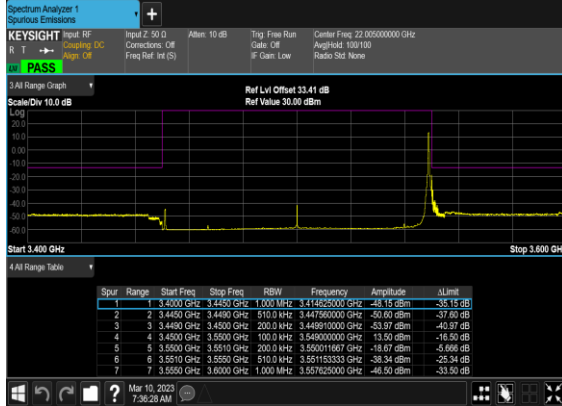 Spectrum Analyzer 1
Spurious Emissions
+
KEYSIGHT Input: RF Input Z: 50 Ω Atten: 10 dB Trig: Free Run Center Freq: 22.005000000 GHz
R T Coupling: DC Corrections: Off Gate: Off Avg|Hold: 100/100
Align: Off Freq Ref: Int (S) IF Gain: Low Radio Std: None
PASS
3 All Range Graph
Ref Lvl Offset 33.41 dB
Scale/Div 10.0 dB Ref Value 30.00 dBm
Log
20.0
10.0
0.00
-10.0
-20.0
-30.0
-40.0
-50.0
-60.0
Start 3.400 GHz Stop 3.600 GHz
4 All Range Table
Spur Range Start Freq Stop Freq RBW Frequency Amplitude ΔLimit
1 1 3.4000 GHz 3.4450 GHz 1.000 MHz 3.414625000 GHz -48.15 dBm -35.15 dB
2 2 3.4450 GHz 3.4490 GHz 510.0 kHz 3.447560000 GHz -50.60 dBm -37.60 dB
3 3 3.4490 GHz 3.4500 GHz 200.0 kHz 3.449910000 GHz -53.97 dBm -40.97 dB
4 4 3.4500 GHz 3.5500 GHz 100.0 kHz 3.549000000 GHz 13.50 dBm -16.50 dB
5 5 3.5500 GHz 3.5510 GHz 200.0 kHz 3.550011667 GHz -18.67 dBm -5.666 dB
6 6 3.5510 GHz 3.5550 GHz 510.0 kHz 3.551153333 GHz -38.34 dBm -25.34 dB
7 7 3.5550 GHz 3.6000 GHz 1.000 MHz 3.557625000 GHz -46.50 dBm -33.50 dB
? Mar 10, 2023
7:36:28 AM